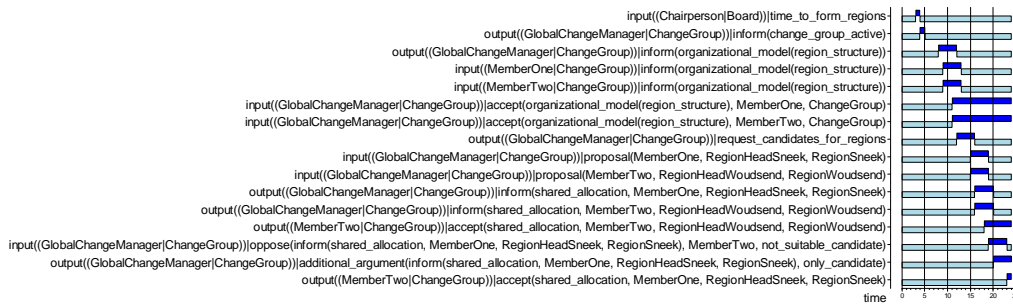 input((Chairperson|Board))|time_to_form_regions
output((GlobalChangeManager|ChangeGroup))|inform(change_group_active)
output((GlobalChangeManager|ChangeGroup))|inform(organizational_model(region_structure))
input((MemberOne|ChangeGroup))|inform(organizational_model(region_structure))
input((MemberTwo|ChangeGroup))|inform(organizational_model(region_structure))
input((GlobalChangeManager|ChangeGroup))|accept(organizational_model(region_structure), MemberOne, ChangeGroup)
input((GlobalChangeManager|ChangeGroup))|accept(organizational_model(region_structure), MemberTwo, ChangeGroup)
output((GlobalChangeManager|ChangeGroup))|request_candidates_for_regions
input((GlobalChangeManager|ChangeGroup))|proposal(MemberOne, RegionHeadSneek, RegionSneek)
input((GlobalChangeManager|ChangeGroup))|proposal(MemberTwo, RegionHeadWoudsend, RegionWoudsend)
output((GlobalChangeManager|ChangeGroup))|inform(shared_allocation, MemberOne, RegionHeadSneek, RegionSneek)
output((GlobalChangeManager|ChangeGroup))|inform(shared_allocation, MemberTwo, RegionHeadWoudsend, RegionWoudsend)
output((MemberTwo|ChangeGroup))|accept(shared_allocation, MemberTwo, RegionHeadWoudsend, RegionWoudsend)
input((GlobalChangeManager|ChangeGroup))|oppose(inform(shared_allocation, MemberOne, RegionHeadSneek, RegionSneek), MemberTwo, not_suitable_candidate)
output((GlobalChangeManager|ChangeGroup))|additional_argument(inform(shared_allocation, MemberOne, RegionHeadSneek, RegionSneek), only_candidate)
output((MemberTwo|ChangeGroup))|accept(shared_allocation, MemberOne, RegionHeadSneek, RegionSneek)
time 0 5 10 15 20